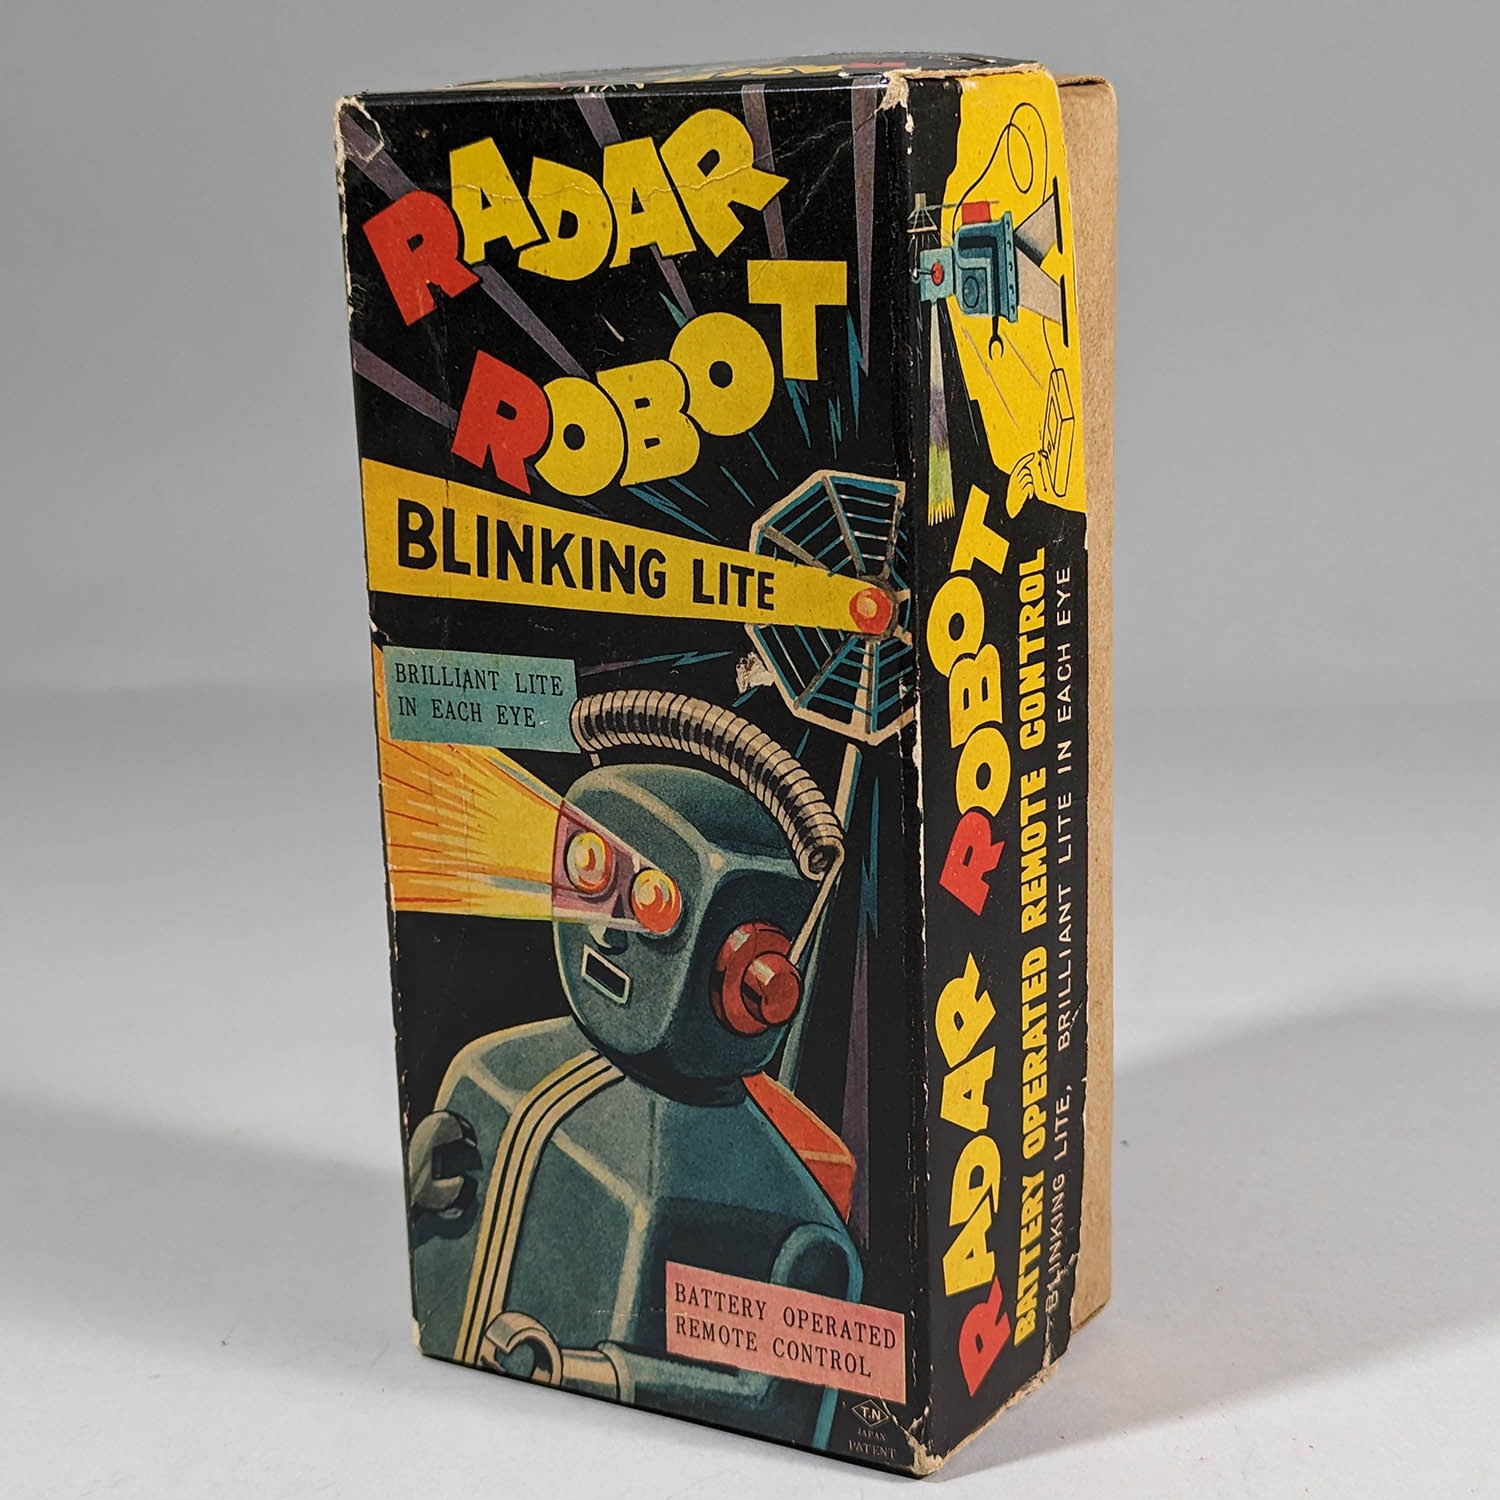 RADAR
ROBOT
BLINKING LITE
BRILLIANT LITE
IN EACH EYE
BATTERY OPERATED
REMOTE CONTROL
T.N
JAPAN
PATENT
RADAR ROBOT
BATTERY OPERATED REMOTE CONTROL
BLINKING LITE, BRILLIANT LITE IN EACH EYE